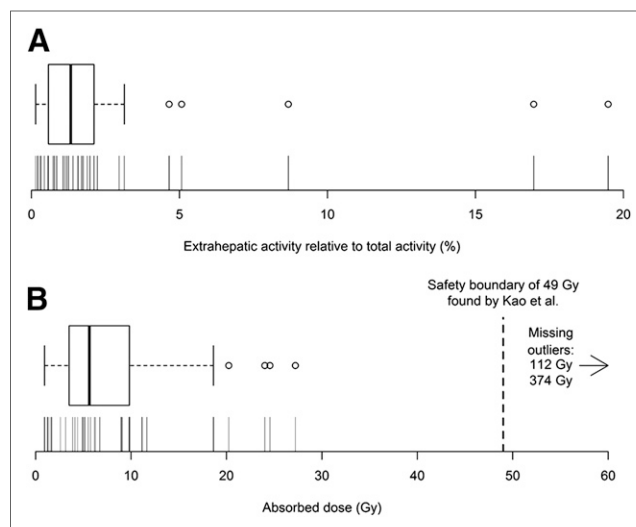 A
0 5 10 15 20
Extrahepatic activity relative to total activity (%)
B
Safety boundary of 49 Gy
found by Kao et al.
Missing
outliers:
112 Gy
374 Gy
0 10 20 30 40 50 60
Absorbed dose (Gy)